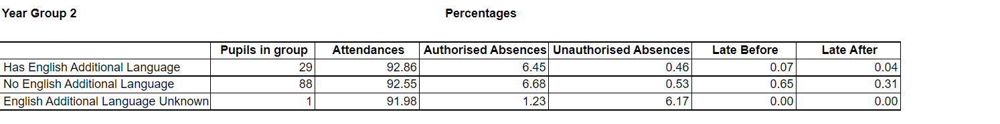 Year Group 2 Percentages
Pupils in group Attendances Authorised Absences Unauthorised Absences Late Before Late After
Has English Additional Language 29 92.86 6.45 0.46 0.07 0.04
No English Additional Language 88 92.55 6.68 0.53 0.65 0.31
English Additional Language Unknown 1 91.98 1.23 6.17 0.00 0.00